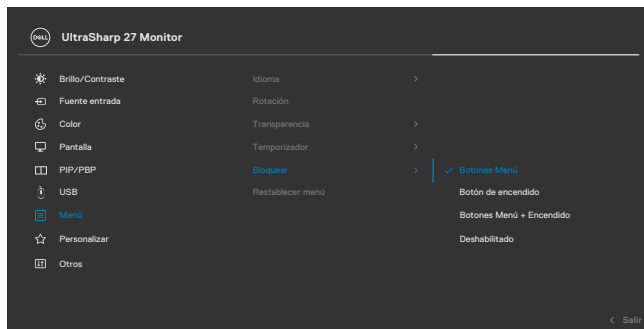 DELL UltraSharp 27 Monitor
Brillo/Contraste
Fuente entrada
Color
Pantalla
PIP/PBP
USB
Menú
Personalizar
Otros
Idioma
Rotación
Transparencia
Temporizador
Bloquear
Restablecer menú
Botones Menú
Botón de encendido
Botones Menú + Encendido
Deshabilitado
Salir